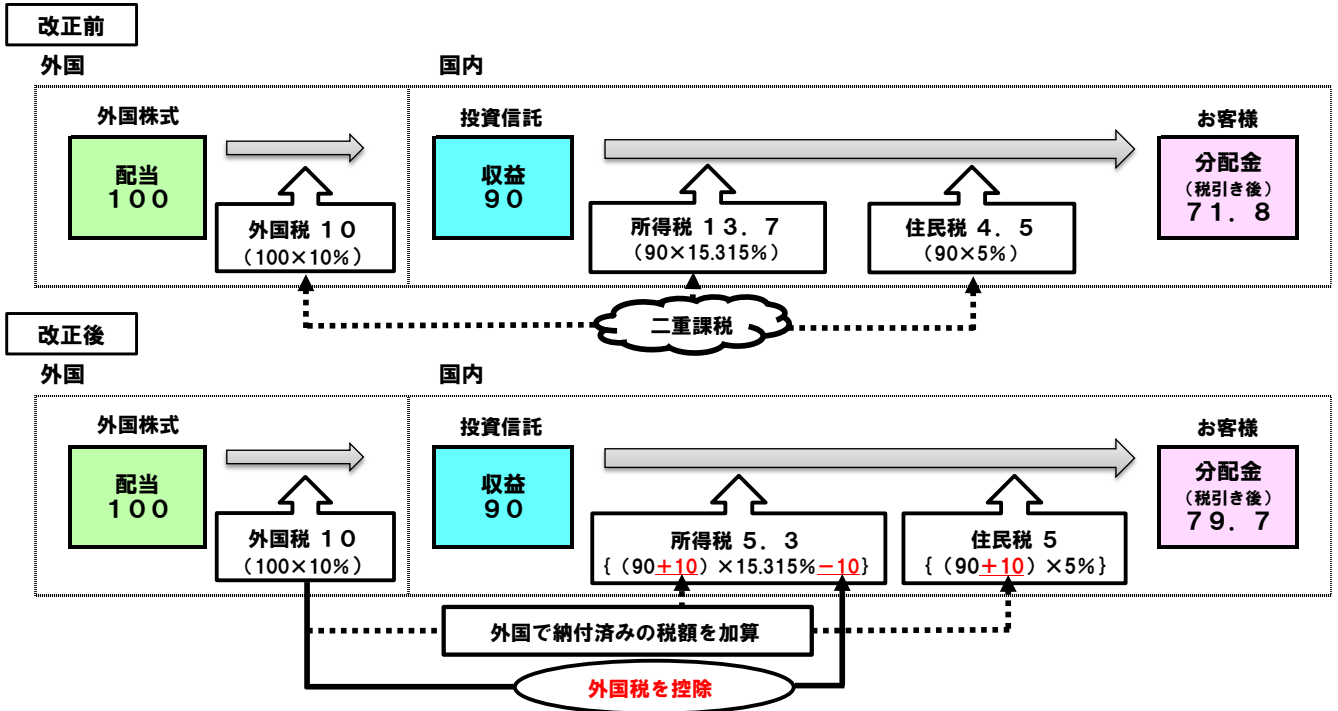 改正前
外国
国内
外国株式
投資信託
お客様
配当
100
収益
90
分配金
(税引き後)
71.8
外国税 10
(100×10%)
所得税 13.7
(90×15.315%)
住民税 4.5
(90×5%)
二重課税
改正後
外国
国内
外国株式
投資信託
お客様
配当
100
収益
90
分配金
(税引き後)
79.7
外国税 10
(100×10%)
所得税 5.3
{(90+10)×15.315%-10}
住民税 5
{(90+10)×5%}
外国で納付済みの税額を加算
外国税を控除